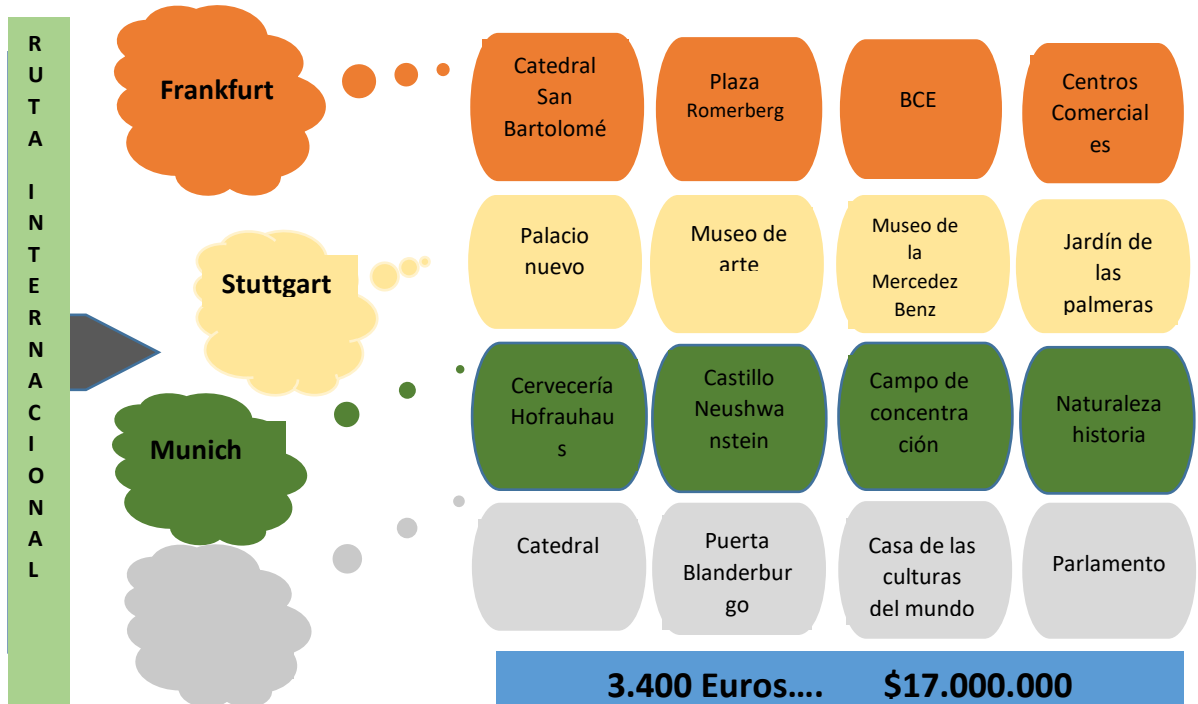 RUTA INTERNACIONAL
Frankfurt
Catedral
San
Bartolomé
Plaza
Romerberg
BCE
Centros
Comercial
es
Stuttgart
Palacio
nuevo
Museo de
arte
Museo de
la
Mercedez
Benz
Jardín de
las
palmeras
Munich
Cervecería
Hofrauhau
s
Castillo
Neushwa
nstein
Campo de
concentra
ción
Naturaleza
historia
Catedral
Puerta
Blanderbur
go
Casa de las
culturas
del mundo
Parlamento
3.400 Euros.... $17.000.000